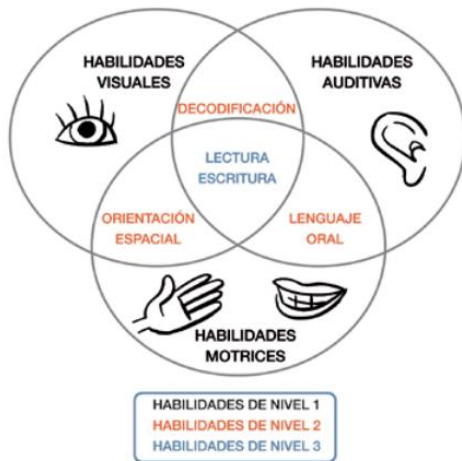 HABILIDADES
VISUALES
HABILIDADES
AUDITIVAS
DECODIFICACIÓN
LECTURA
ESCRITURA
ORIENTACIÓN
ESPACIAL
LENGUAJE
ORAL
HABILIDADES
MOTRICES
HABILIDADES DE NIVEL 1
HABILIDADES DE NIVEL 2
HABILIDADES DE NIVEL 3